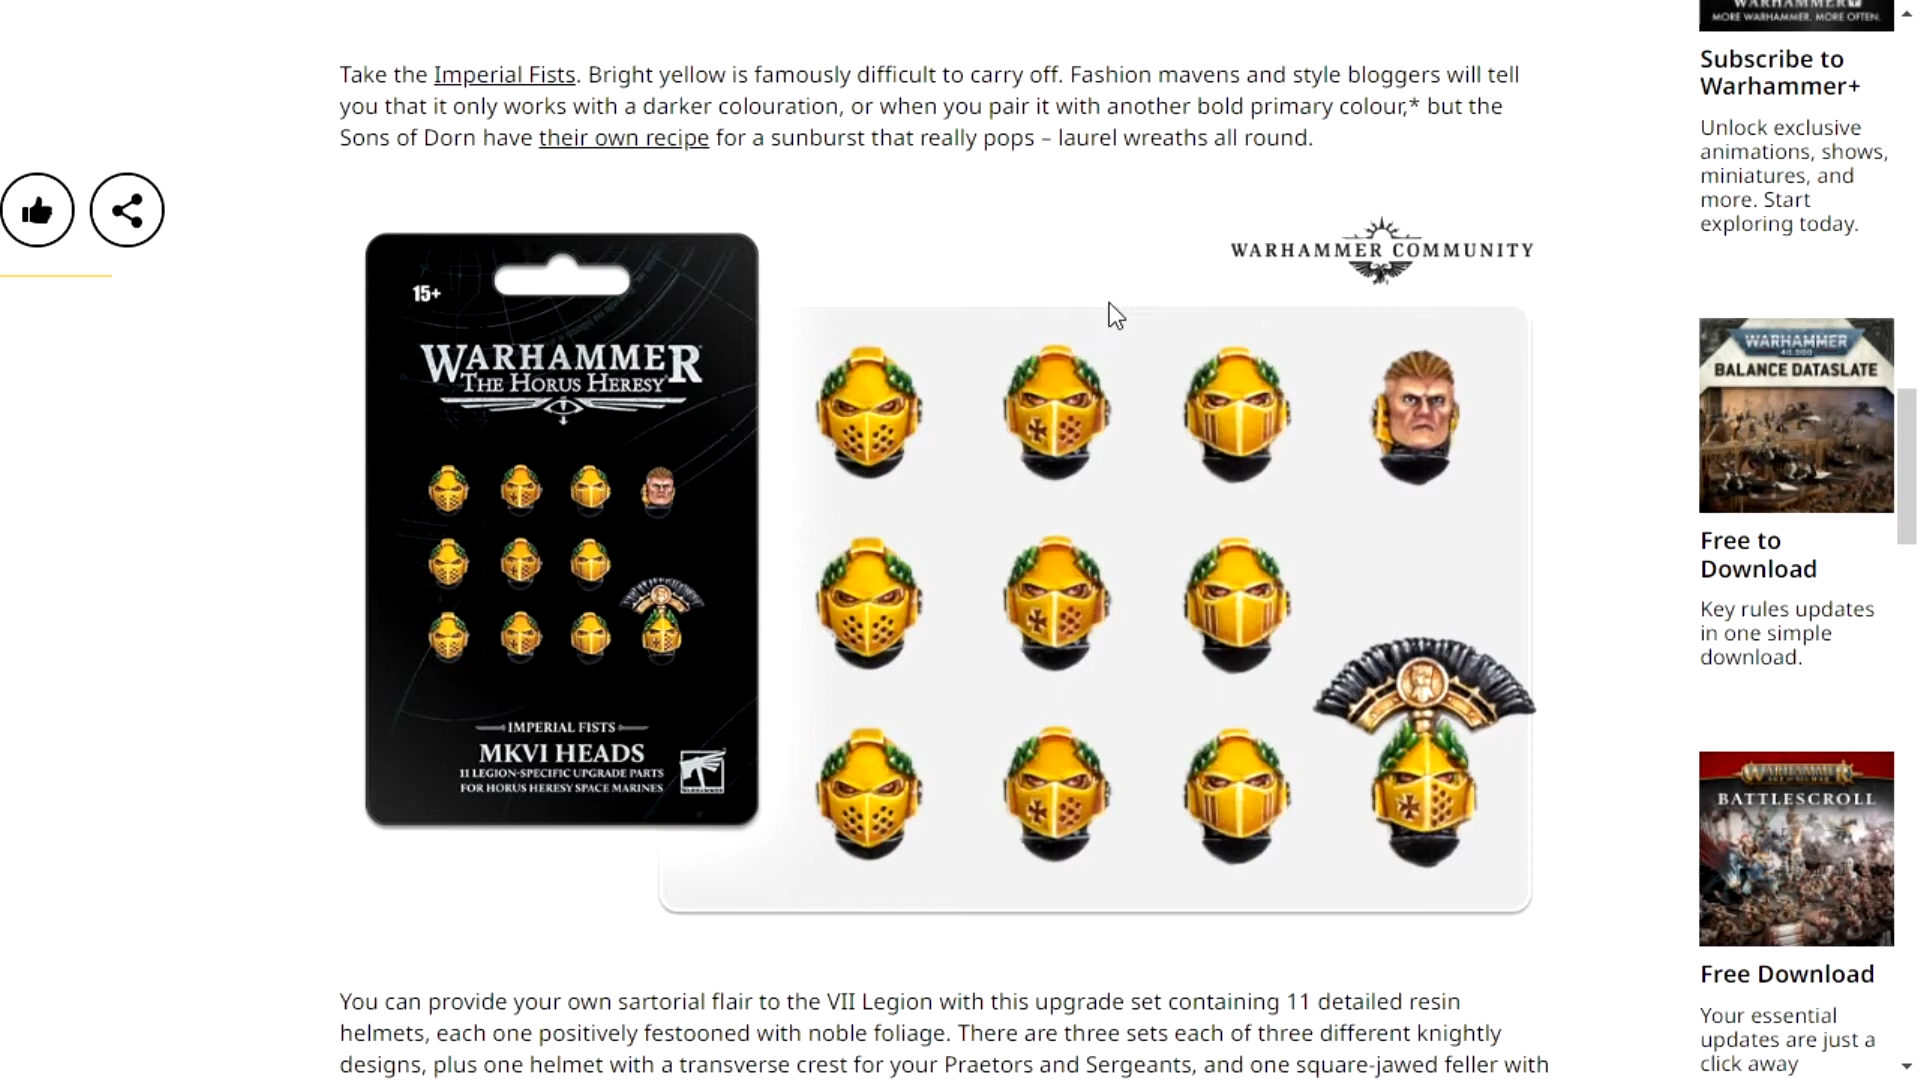 Take the Imperial Fists. Bright yellow is famously difficult to carry off. Fashion mavens and style bloggers will tell
you that it only works with a darker colouration, or when you pair it with another bold primary colour,* but the
Sons of Dorn have their own recipe for a sunburst that really pops – laurel wreaths all round.
WARHAMMER COMMUNITY
15+
WARHAMMER
THE HORUS HERESY
IMPERIAL FISTS
MKVI HEADS
11 LEGION-SPECIFIC UPGRADE PARTS
FOR HORUS HERESY SPACE MARINES
WARHAMMER
You can provide your own sartorial flair to the VII Legion with this upgrade set containing 11 detailed resin
helmets, each one positively festooned with noble foliage. There are three sets each of three different knightly
designs, plus one helmet with a transverse crest for your Praetors and Sergeants, and one square-jawed feller with
WARHAMMER
MORE WARHAMMER. MORE OFTEN.
Subscribe to
Warhammer+
Unlock exclusive
animations, shows,
miniatures, and
more. Start
exploring today.
WARHAMMER
40,000
BALANCE DATASLATE
Free to
Download
Key rules updates
in one simple
download.
WARHAMMER
AGE OF SIGMAR
BATTLESCROLL
Free Download
Your essential
updates are just a
click away